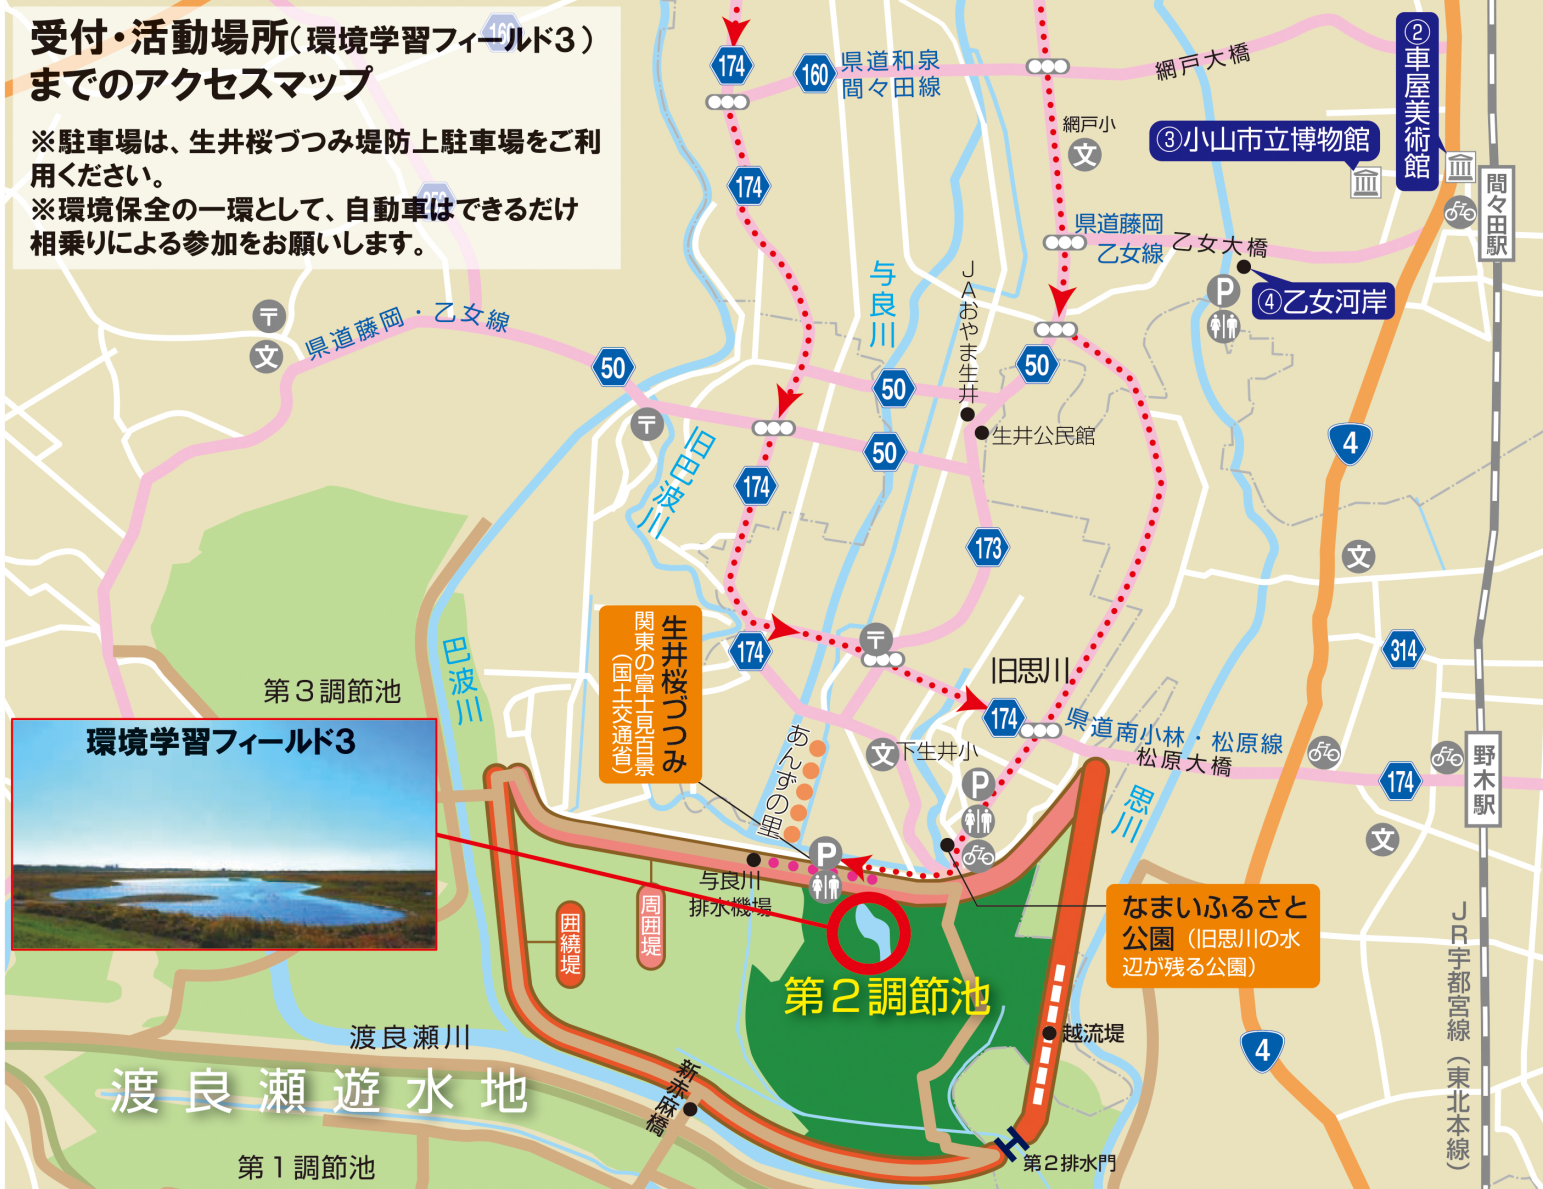 受付・活動場所(環境学習フィールド3)
までのアクセスマップ
※駐車場は、生井桜づつみ堤防上駐車場をご利
用ください。
※環境保全の一環として、自動車はできるだけ
相乗りによる参加をお願いします。
160
174
160
県道和泉
間々田線
網戸大橋
②車屋美術館
網戸小
文
③小山市立博物館
間々田駅
174
県道藤岡
乙女線
乙女大橋
P
④乙女河岸
与良川
JAおやま生井
〒
文
県道藤岡・乙女線
50
50
50
〒
50
生井公民館
旧巴波川
4
174
173
文
生井桜づつみ
関東の富士見百景
(国土交通省)
〒
174
314
巴波川
旧思川
第3調節池
174
県道南小林・松原線
松原大橋
環境学習フィールド3
あんずの里
文
下生井小
P
174
野木駅
思川
文
P
与良川
排水機場
周囲堤
囲繞堤
なまいふるさと
公園(旧思川の水
辺が残る公園)
第2調節池
JR宇都宮線(東北本線)
渡良瀬川
越流堤
4
渡良瀬遊水地
新赤麻橋
第1調節池
第2排水門